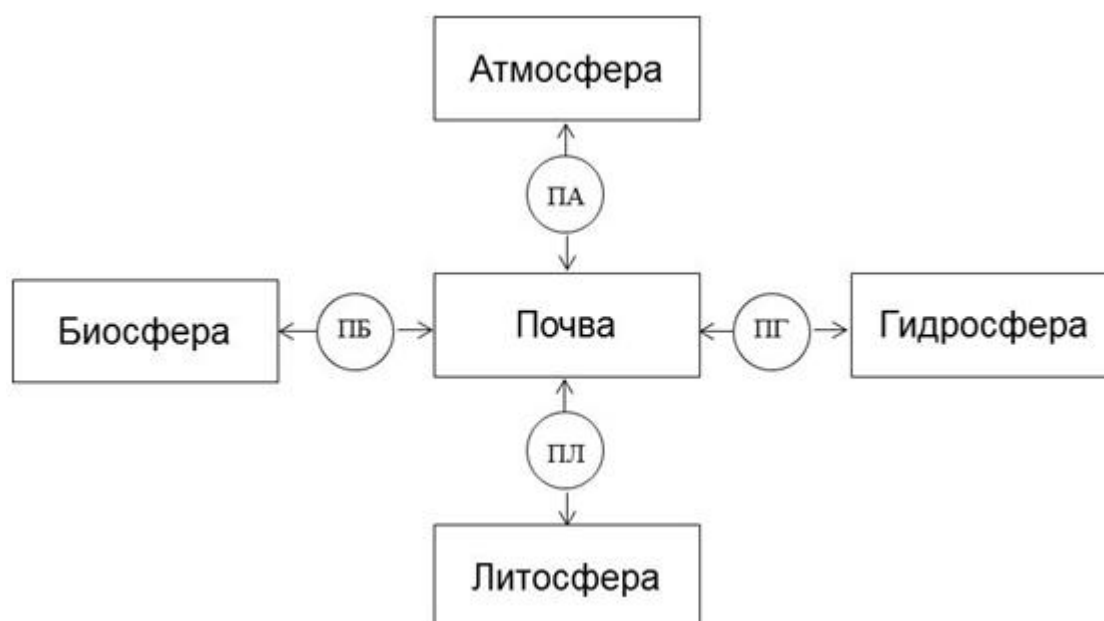 Атмосфера
ПА
Биосфера
ПБ
Почва
ПГ
Гидросфера
ПЛ
Литосфера